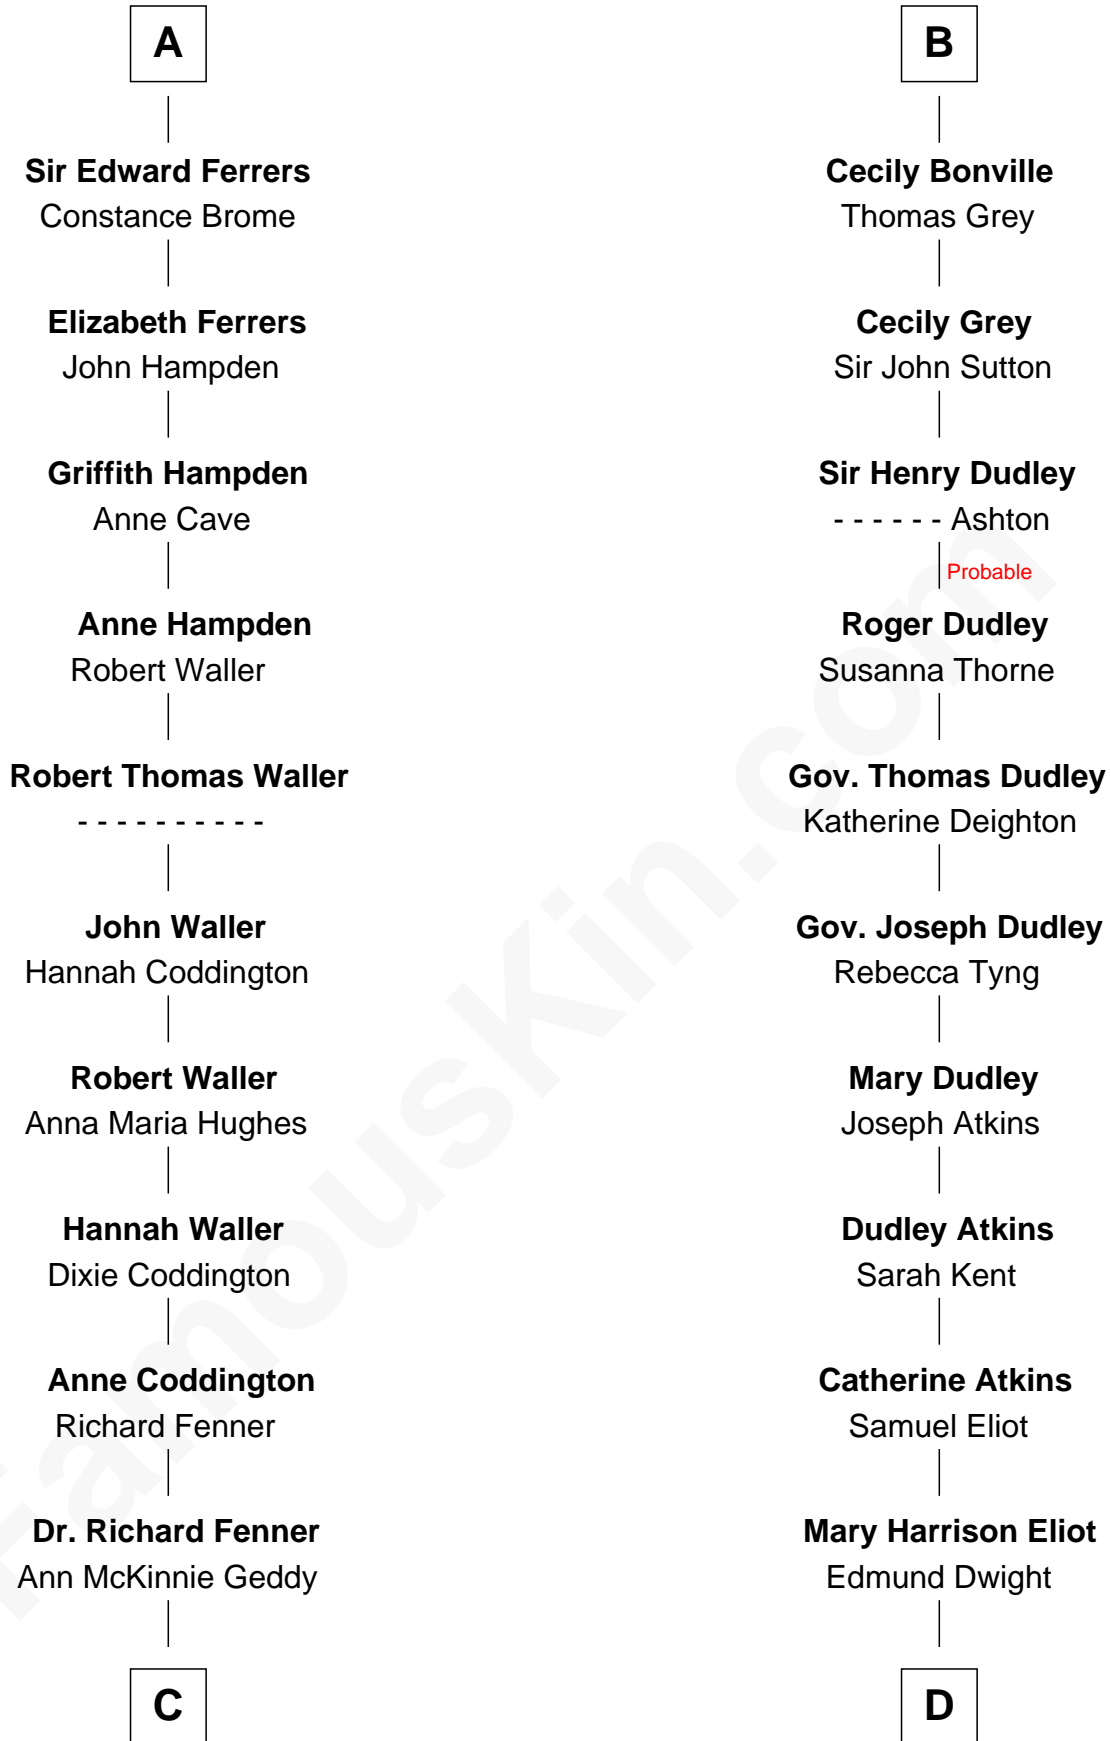 A
Sir Edward Ferrers
Constance Brome
Elizabeth Ferrers
John Hampden
Griffith Hampden
Anne Cave
Anne Hampden
Robert Waller
Robert Thomas Waller
- - - - - - - - - -
John Waller
Hannah Coddington
Robert Waller
Anna Maria Hughes
Hannah Waller
Dixie Coddington
Anne Coddington
Richard Fenner
Dr. Richard Fenner
Ann McKinnie Geddy
C
B
Cecily Bonville
Thomas Grey
Cecily Grey
Sir John Sutton
Sir Henry Dudley
- - - - - - Ashton
Probable
Roger Dudley
Susanna Thorne
Gov. Thomas Dudley
Katherine Deighton
Gov. Joseph Dudley
Rebecca Tyng
Mary Dudley
Joseph Atkins
Dudley Atkins
Sarah Kent
Catherine Atkins
Samuel Eliot
Mary Harrison Eliot
Edmund Dwight
D
FamousKin.com